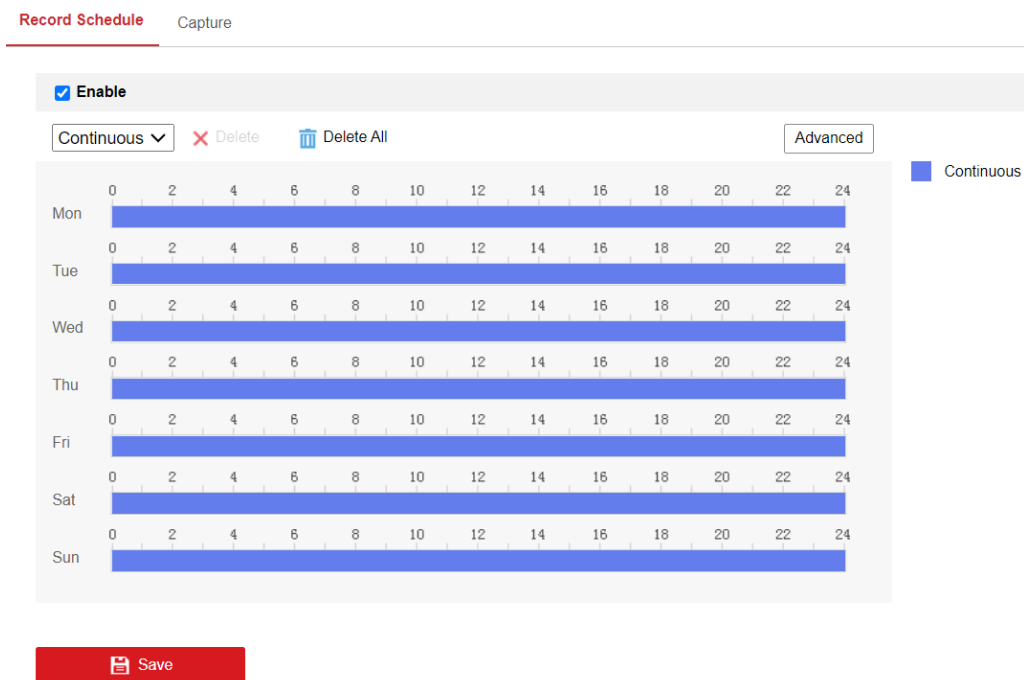 Record Schedule Capture
Enable
Continuous Delete Delete All Advanced
Continuous
0 2 4 6 8 10 12 14 16 18 20 22 24
Mon
0 2 4 6 8 10 12 14 16 18 20 22 24
Tue
0 2 4 6 8 10 12 14 16 18 20 22 24
Wed
0 2 4 6 8 10 12 14 16 18 20 22 24
Thu
0 2 4 6 8 10 12 14 16 18 20 22 24
Fri
0 2 4 6 8 10 12 14 16 18 20 22 24
Sat
0 2 4 6 8 10 12 14 16 18 20 22 24
Sun
Save